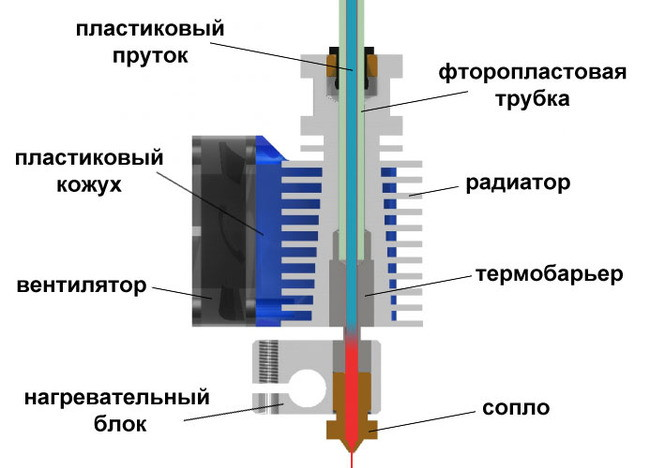 пластиковый
пруток
фторопластовая
трубка
пластиковый
кожух
радиатор
вентилятор
термобарьер
нагревательный
блок
сопло